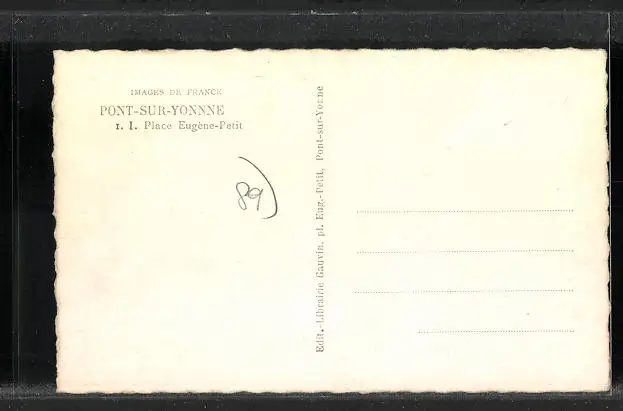 IMAGES DE FRANCE
PONT-SUR-YONNNE
1. I. Place Eugène-Petit
89)
Edit.-Librairie Gauvin, pl. Eug.-Petit, Pont-sur-Yonne